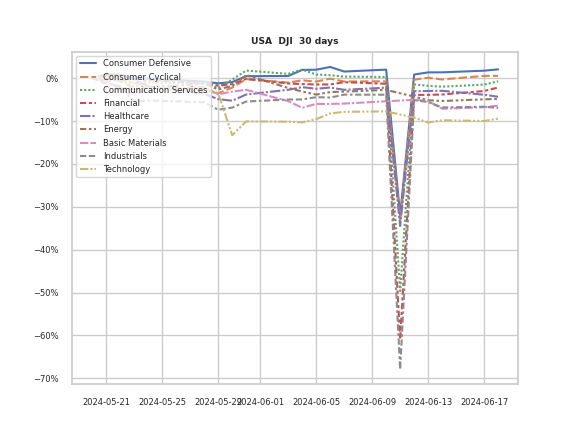 USA DJI 30 days
Consumer Defensive
Consumer Cyclical
Communication Services
Financial
Healthcare
Energy
Basic Materials
Industrials
Technology
0%
−10%
−20%
−30%
−40%
−50%
−60%
−70%
2024-05-21 2024-05-25 2024-05-29 2024-06-01 2024-06-05 2024-06-09 2024-06-13 2024-06-17